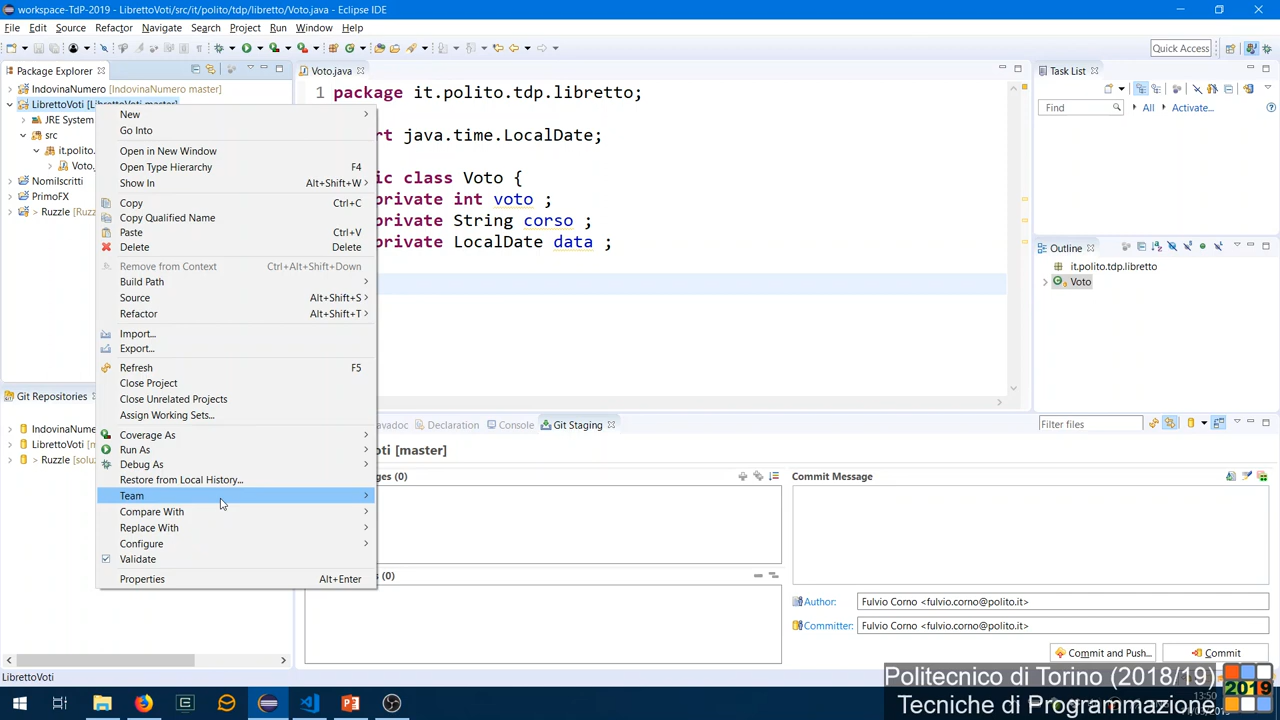 workspace-TdP-2019 - LibrettoVoti/src/it/polito/tdp/libretto/Voto.java - Eclipse IDE
File Edit Source Refactor Navigate Search Project Run Window Help
Quick Access
Package Explorer
IndovinaNumero [IndovinaNumero master]
LibrettoVoti [LibrettoVoti master]
JRE System
src
it.polito.
Voto.
NomiIscritti
PrimoFX
> Ruzzle [Ruzz
New
Go Into
Open in New Window
Open Type Hierarchy F4
Show In Alt+Shift+W
Copy Ctrl+C
Copy Qualified Name
Paste Ctrl+V
Delete Delete
Remove from Context Ctrl+Alt+Shift+Down
Build Path
Source Alt+Shift+S
Refactor Alt+Shift+T
Import...
Export...
Refresh F5
Close Project
Close Unrelated Projects
Assign Working Sets...
Coverage As
Run As
Debug As
Restore from Local History...
Team
Compare With
Replace With
Configure
Validate
Properties Alt+Enter
Voto.java
1 package it.polito.tdp.libretto;
rt java.time.LocalDate;
ic class Voto {
private int voto ;
private String corso ;
private LocalDate data ;
Task List
Find All Activate...
Outline
it.polito.tdp.libretto
Voto
Git Repositories
IndovinaNume
LibrettoVoti [m
> Ruzzle [solu
avadoc Declaration Console Git Staging
Filter files
oti [master]
ges (0)
(0)
Commit Message
Author: Fulvio Corno <fulvio.corno@polito.it>
Committer: Fulvio Corno <fulvio.corno@polito.it>
Commit and Push... Commit
LibrettoVoti
Politecnico di Torino (2018/19)
Tecniche di Programmazione
2019
13:50